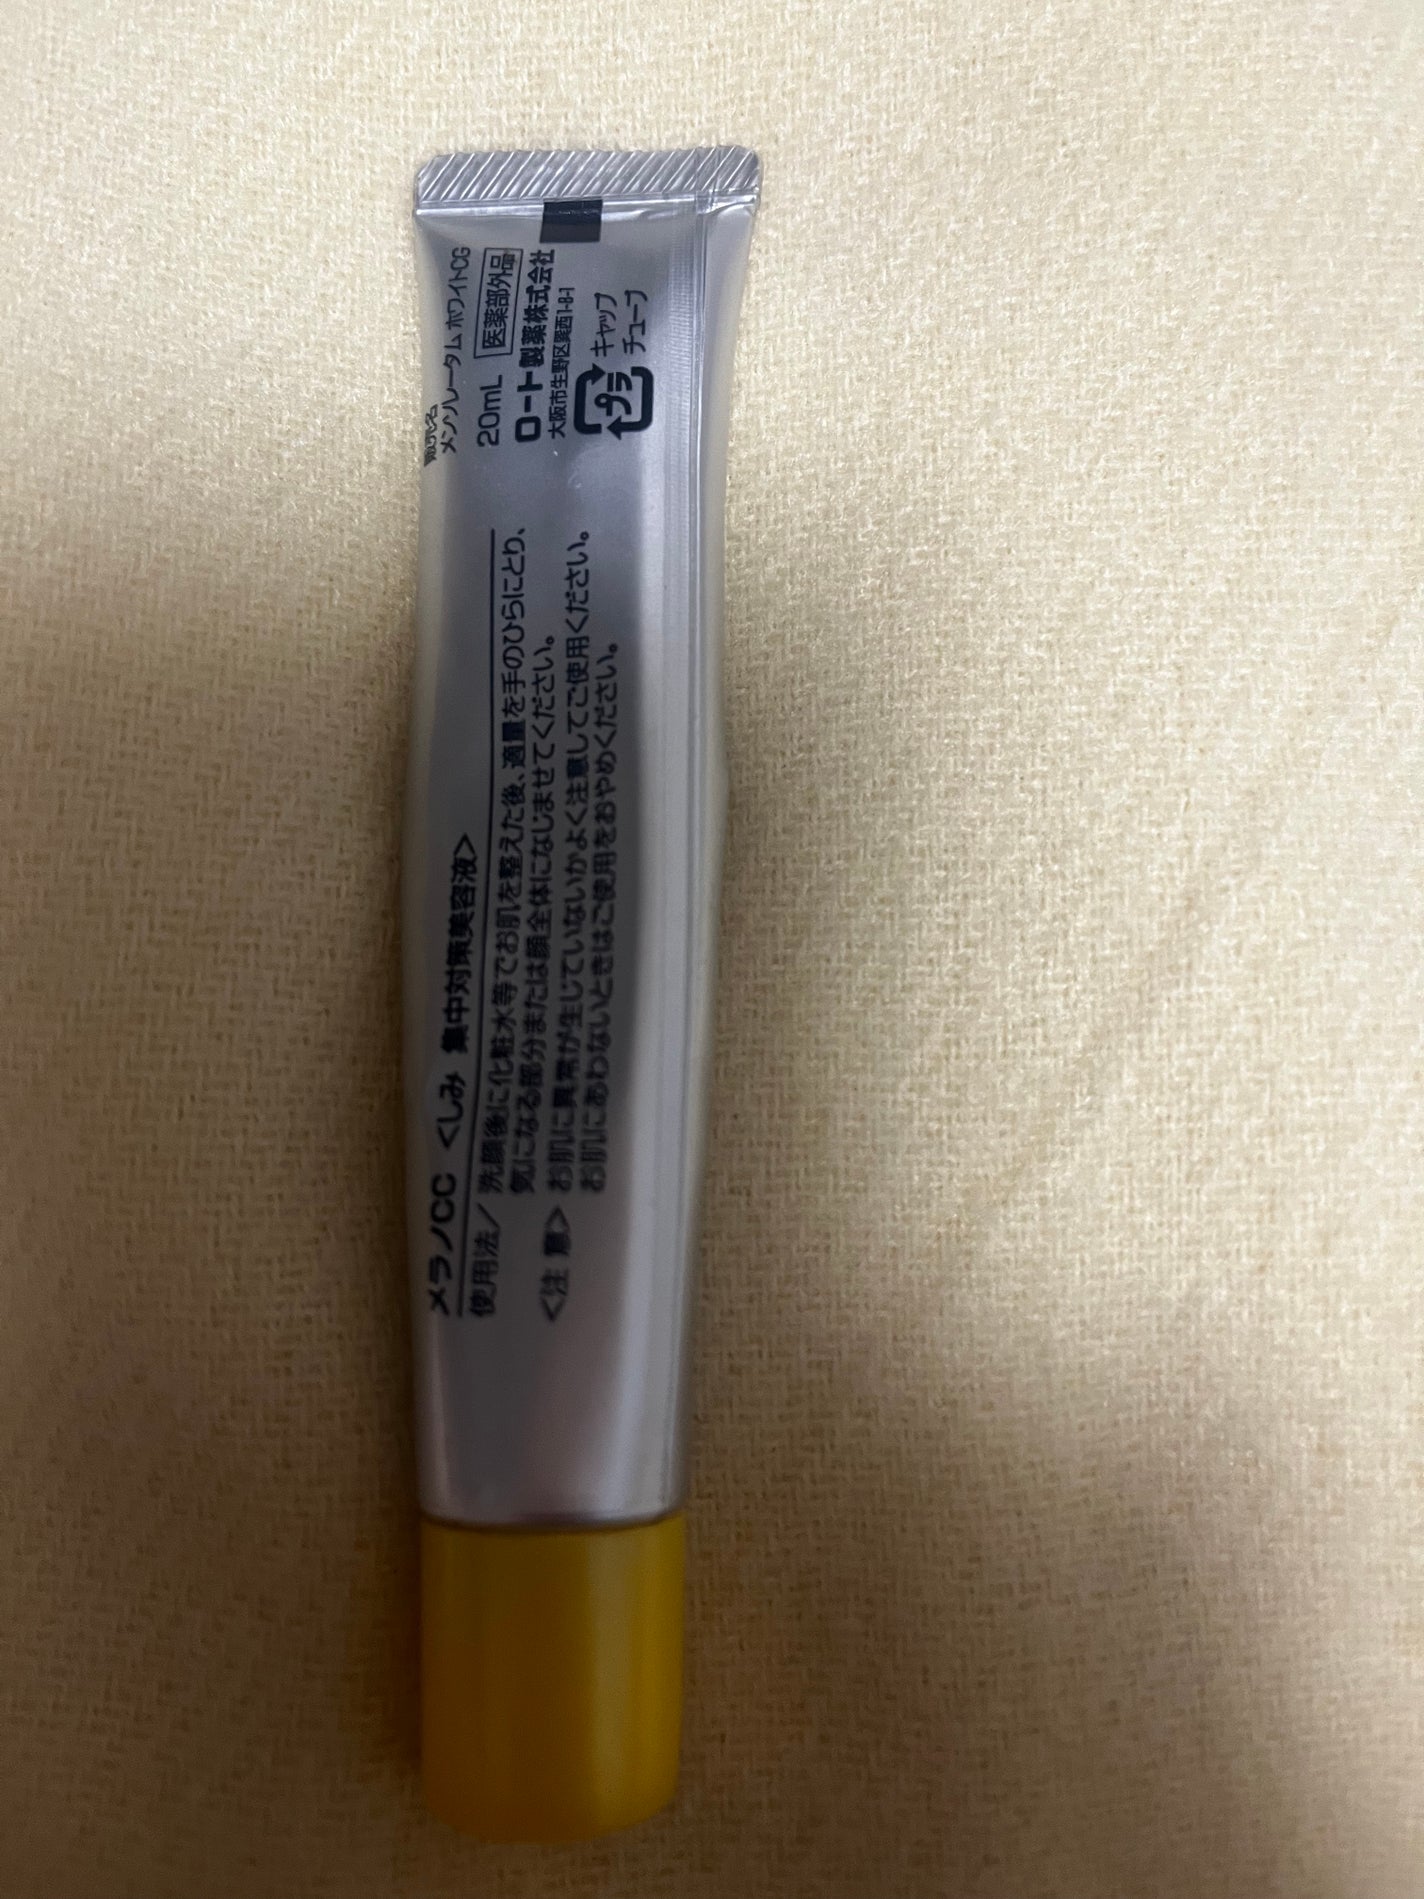 メラノCC 〈しみ 集中対策美容液〉
使用法／洗顔後に化粧水等でお肌を整えた後、適量を手のひらにとり、
気になる部分または顔全体になじませてください。
〈注 意〉お肌に異常が生じていないかよく注意してご使用ください。
お肌にあわないときはご使用をおやめください。
販売名
メンソレータム ホワイトCG
20mL 医薬部外品
ロート製薬株式会社
大阪市生野区巽西1-8-1
プラ キャップ
チューブ